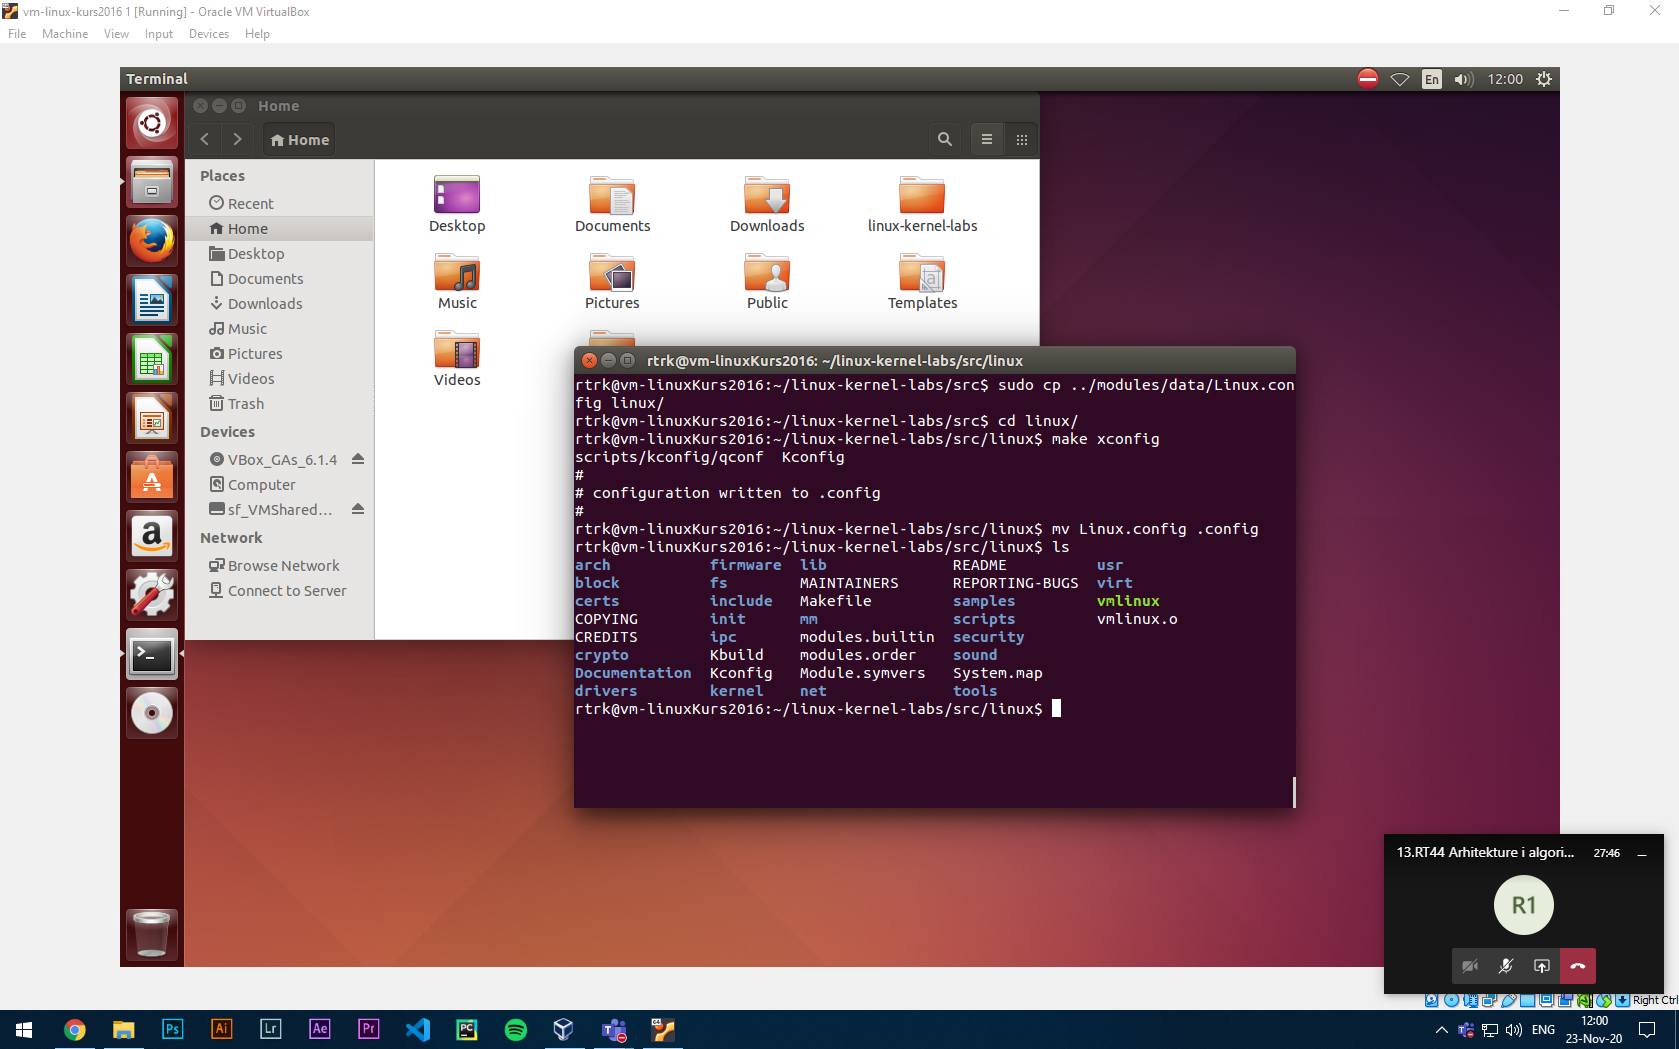 vm-linux-kurs2016 1 [Running] - Oracle VM VirtualBox
File Machine View Input Devices Help
Terminal
En
12:00
Home
Home
Places
Recent
Home
Desktop
Documents
Downloads
Music
Pictures
Videos
Trash
Devices
VBox_GAs_6.1.4
Computer
sf_VMShared...
Network
Browse Network
Connect to Server
Desktop
Documents
Downloads
linux-kernel-labs
Music
Pictures
Public
Templates
Videos
rtrk@vm-linuxKurs2016: ~/linux-kernel-labs/src/linux
rtrk@vm-linuxKurs2016:~/linux-kernel-labs/src$ sudo cp ../modules/data/Linux.con
fig linux/
rtrk@vm-linuxKurs2016:~/linux-kernel-labs/src$ cd linux/
rtrk@vm-linuxKurs2016:~/linux-kernel-labs/src/linux$ make xconfig
scripts/kconfig/qconf  Kconfig
#
# configuration written to .config
#
rtrk@vm-linuxKurs2016:~/linux-kernel-labs/src/linux$ mv Linux.config .config
rtrk@vm-linuxKurs2016:~/linux-kernel-labs/src/linux$ ls
arch firmware lib README usr
block fs MAINTAINERS REPORTING-BUGS virt
certs include Makefile samples vmlinux
COPYING init mm scripts vmlinux.o
CREDITS ipc modules.builtin security
crypto Kbuild modules.order sound
Documentation Kconfig Module.symvers System.map
drivers kernel net tools
rtrk@vm-linuxKurs2016:~/linux-kernel-labs/src/linux$
13.RT44 Arhitekture i algori... 27:46
R1
Right Ctrl
Ps Ai Lr Ae Pr PC
ENG
12:00
23-Nov-20